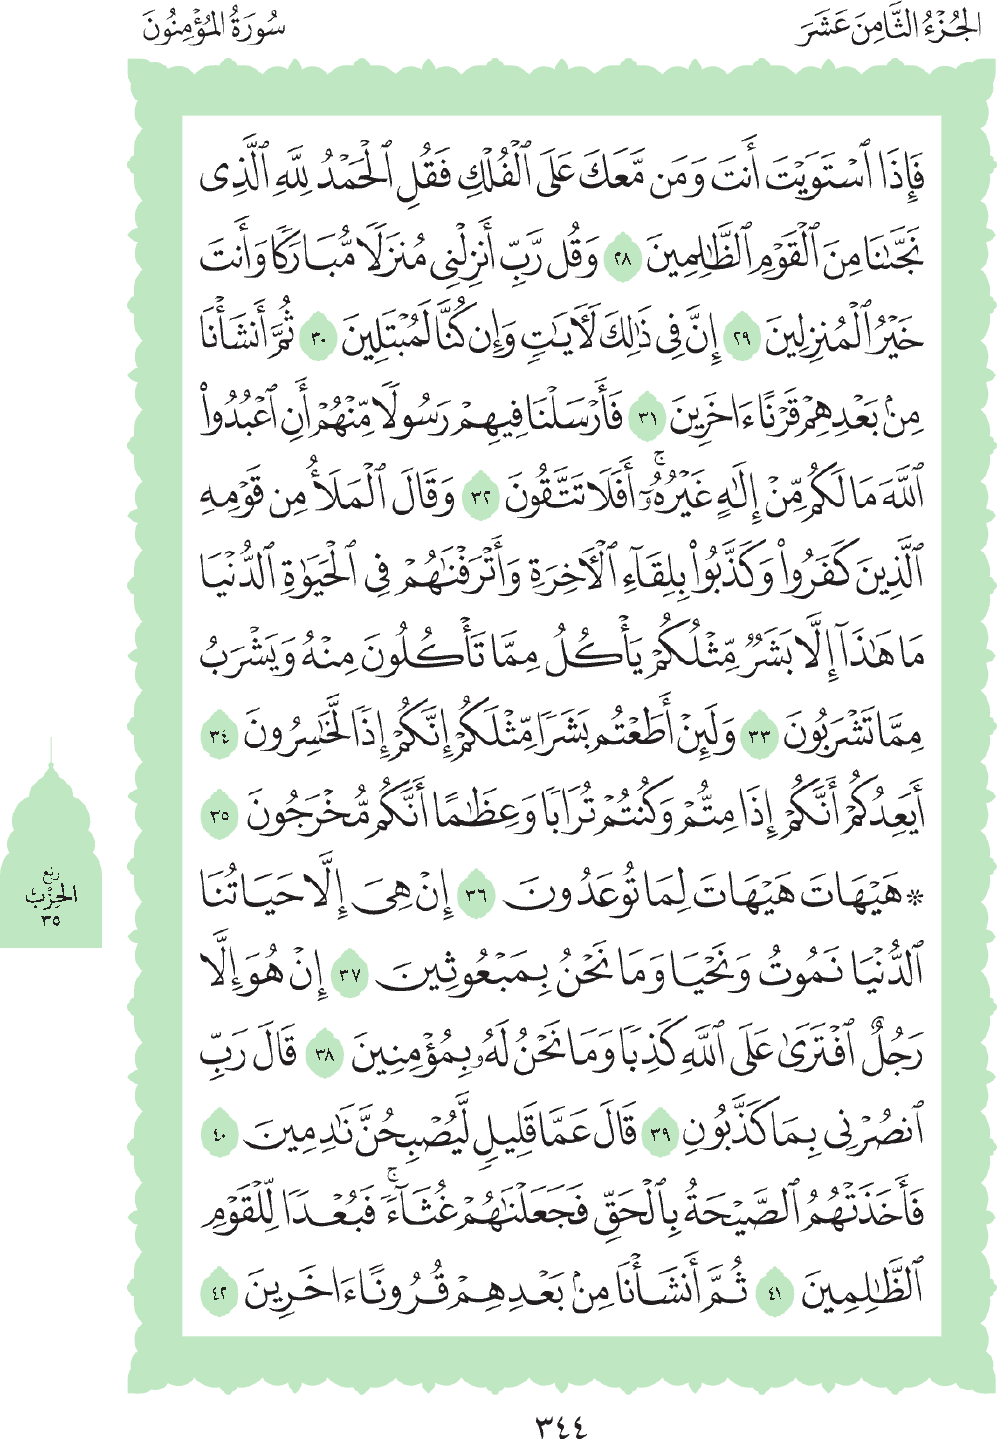 الجُزْءُ الثَّامِنَ عَشَرَ
سُورَةُ المُؤْمِنُونَ
فَإِذَا ٱسْتَوَيْتَ أَنتَ وَمَن مَّعَكَ عَلَى ٱلْفُلْكِ فَقُلِ ٱلْحَمْدُ لِلَّهِ ٱلَّذِى
نَجَّىٰنَا مِنَ ٱلْقَوْمِ ٱلظَّٰلِمِينَ ٢٨ وَقُل رَّبِّ أَنزِلْنِى مُنزَلًا مُّبَارَكًا وَأَنتَ
خَيْرُ ٱلْمُنزِلِينَ ٢٩ إِنَّ فِى ذَٰلِكَ لَـَٔايَـٰتٍ وَإِن كُنَّا لَمُبْتَلِينَ ٣٠ ثُمَّ أَنشَأْنَا
مِنۢ بَعْدِهِمْ قَرْنًا ءَاخَرِينَ ٣١ فَأَرْسَلْنَا فِيهِمْ رَسُولًا مِّنْهُمْ أَنِ ٱعْبُدُوا۟
ٱللَّهَ مَا لَكُم مِّنْ إِلَـٰهٍ غَيْرُهُۥٓ ۚ أَفَلَا تَتَّقُونَ ٣٢ وَقَالَ ٱلْمَلَأُ مِن قَوْمِهِ
ٱلَّذِينَ كَفَرُوا۟ وَكَذَّبُوا۟ بِلِقَآءِ ٱلْـَٔاخِرَةِ وَأَتْرَفْنَـٰهُمْ فِى ٱلْحَيَوٰةِ ٱلدُّنْيَا
مَا هَـٰذَآ إِلَّا بَشَرٌ مِّثْلُكُمْ يَأْكُلُ مِمَّا تَأْكُلُونَ مِنْهُ وَيَشْرَبُ
مِمَّا تَشْرَبُونَ ٣٣ وَلَئِنْ أَطَعْتُم بَشَرًا مِّثْلَكُمْ إِنَّكُمْ إِذًا لَّخَـٰسِرُونَ ٣٤
أَيَعِدُكُمْ أَنَّكُمْ إِذَا مِتُّمْ وَكُنتُمْ تُرَابًا وَعِظَـٰمًا أَنَّكُم مُّخْرَجُونَ ٣٥
۞ هَيْهَاتَ هَيْهَاتَ لِمَا تُوعَدُونَ ٣٦ إِنْ هِىَ إِلَّا حَيَاتُنَا
ٱلدُّنْيَا نَمُوتُ وَنَحْيَا وَمَا نَحْنُ بِمَبْعُوثِينَ ٣٧ إِنْ هُوَ إِلَّا
رَجُلٌ ٱفْتَرَىٰ عَلَى ٱللَّهِ كَذِبًا وَمَا نَحْنُ لَهُۥ بِمُؤْمِنِينَ ٣٨ قَالَ رَبِّ
ٱنصُرْنِى بِمَا كَذَّبُونِ ٣٩ قَالَ عَمَّا قَلِيلٍ لَّيُصْبِحُنَّ نَـٰدِمِينَ ٤٠
فَأَخَذَتْهُمُ ٱلصَّيْحَةُ بِٱلْحَقِّ فَجَعَلْنَـٰهُمْ غُثَآءً ۚ فَبُعْدًا لِّلْقَوْمِ
ٱلظَّـٰلِمِينَ ٤١ ثُمَّ أَنشَأْنَا مِنۢ بَعْدِهِمْ قُرُونًا ءَاخَرِينَ ٤٢
رُبْع
الحِزْب
٣٥
٣٤٤